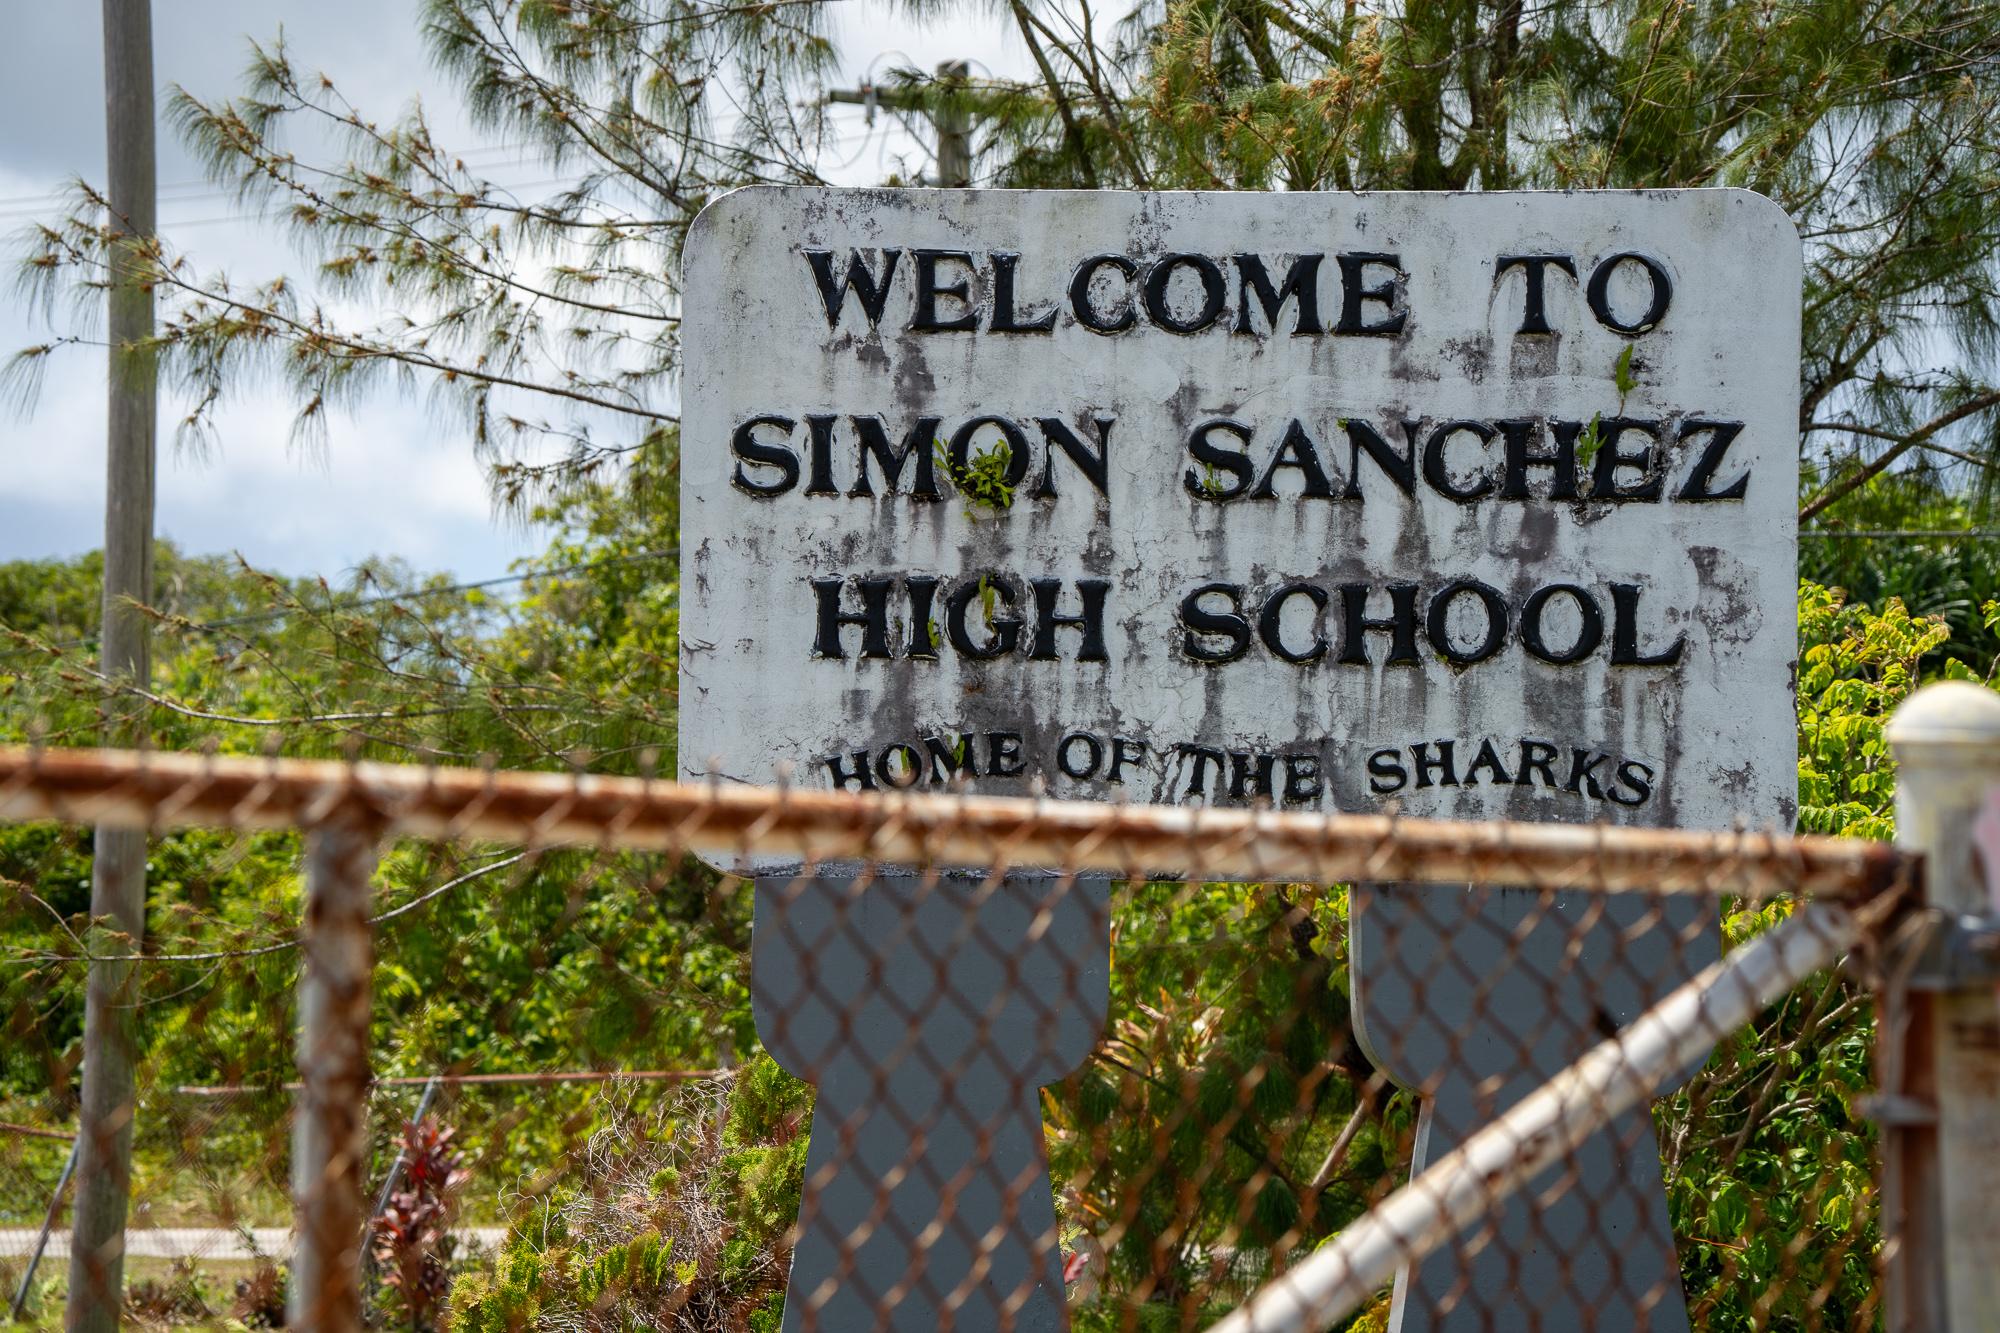 WELCOME TO
SIMON SANCHEZ
HIGH SCHOOL
HOME OF THE SHARKS